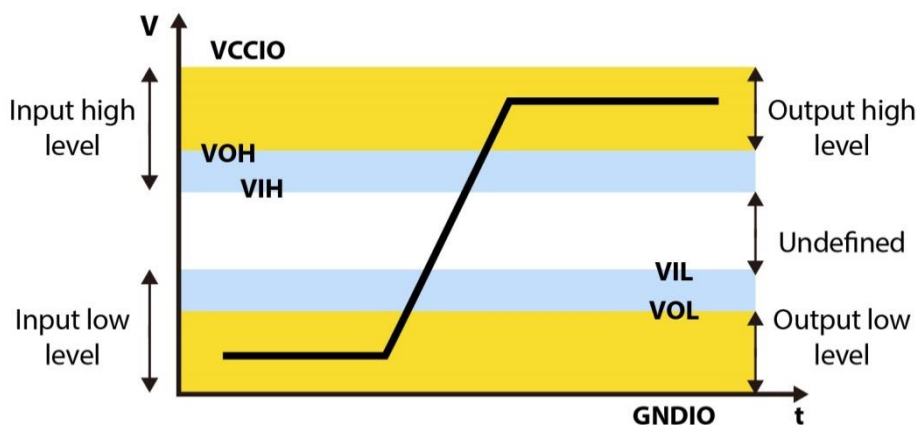 V
VCCIO
Input high
level
Output high
level
VOH
VIH
Undefined
VIL
VOL
Input low
level
Output low
level
GNDIO
t